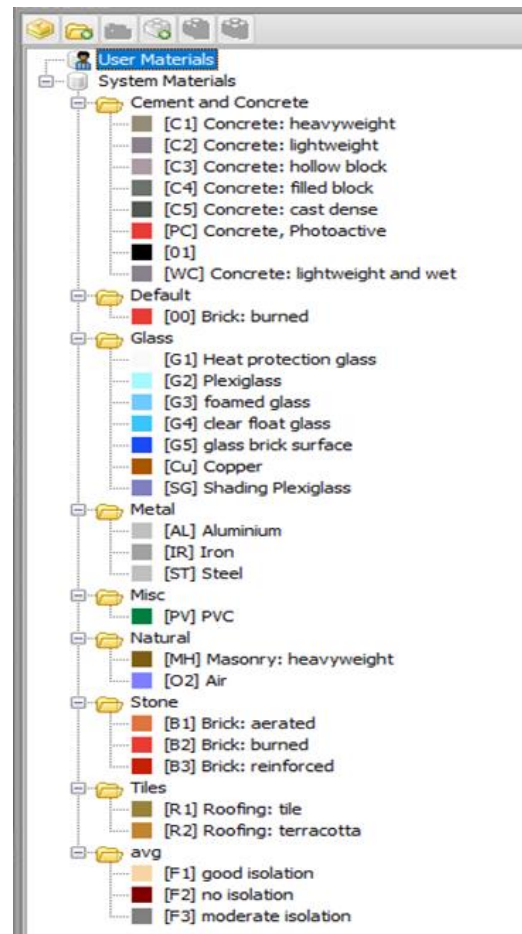 User Materials
System Materials
Cement and Concrete
[C1] Concrete: heavyweight
[C2] Concrete: lightweight
[C3] Concrete: hollow block
[C4] Concrete: filled block
[C5] Concrete: cast dense
[PC] Concrete, Photoactive
[01]
[WC] Concrete: lightweight and wet
Default
[00] Brick: burned
Glass
[G1] Heat protection glass
[G2] Plexiglass
[G3] foamed glass
[G4] clear float glass
[G5] glass brick surface
[Cu] Copper
[SG] Shading Plexiglass
Metal
[AL] Aluminium
[IR] Iron
[ST] Steel
Misc
[PV] PVC
Natural
[MH] Masonry: heavyweight
[O2] Air
Stone
[B1] Brick: aerated
[B2] Brick: burned
[B3] Brick: reinforced
Tiles
[R1] Roofing: tile
[R2] Roofing: terracotta
avg
[F1] good isolation
[F2] no isolation
[F3] moderate isolation